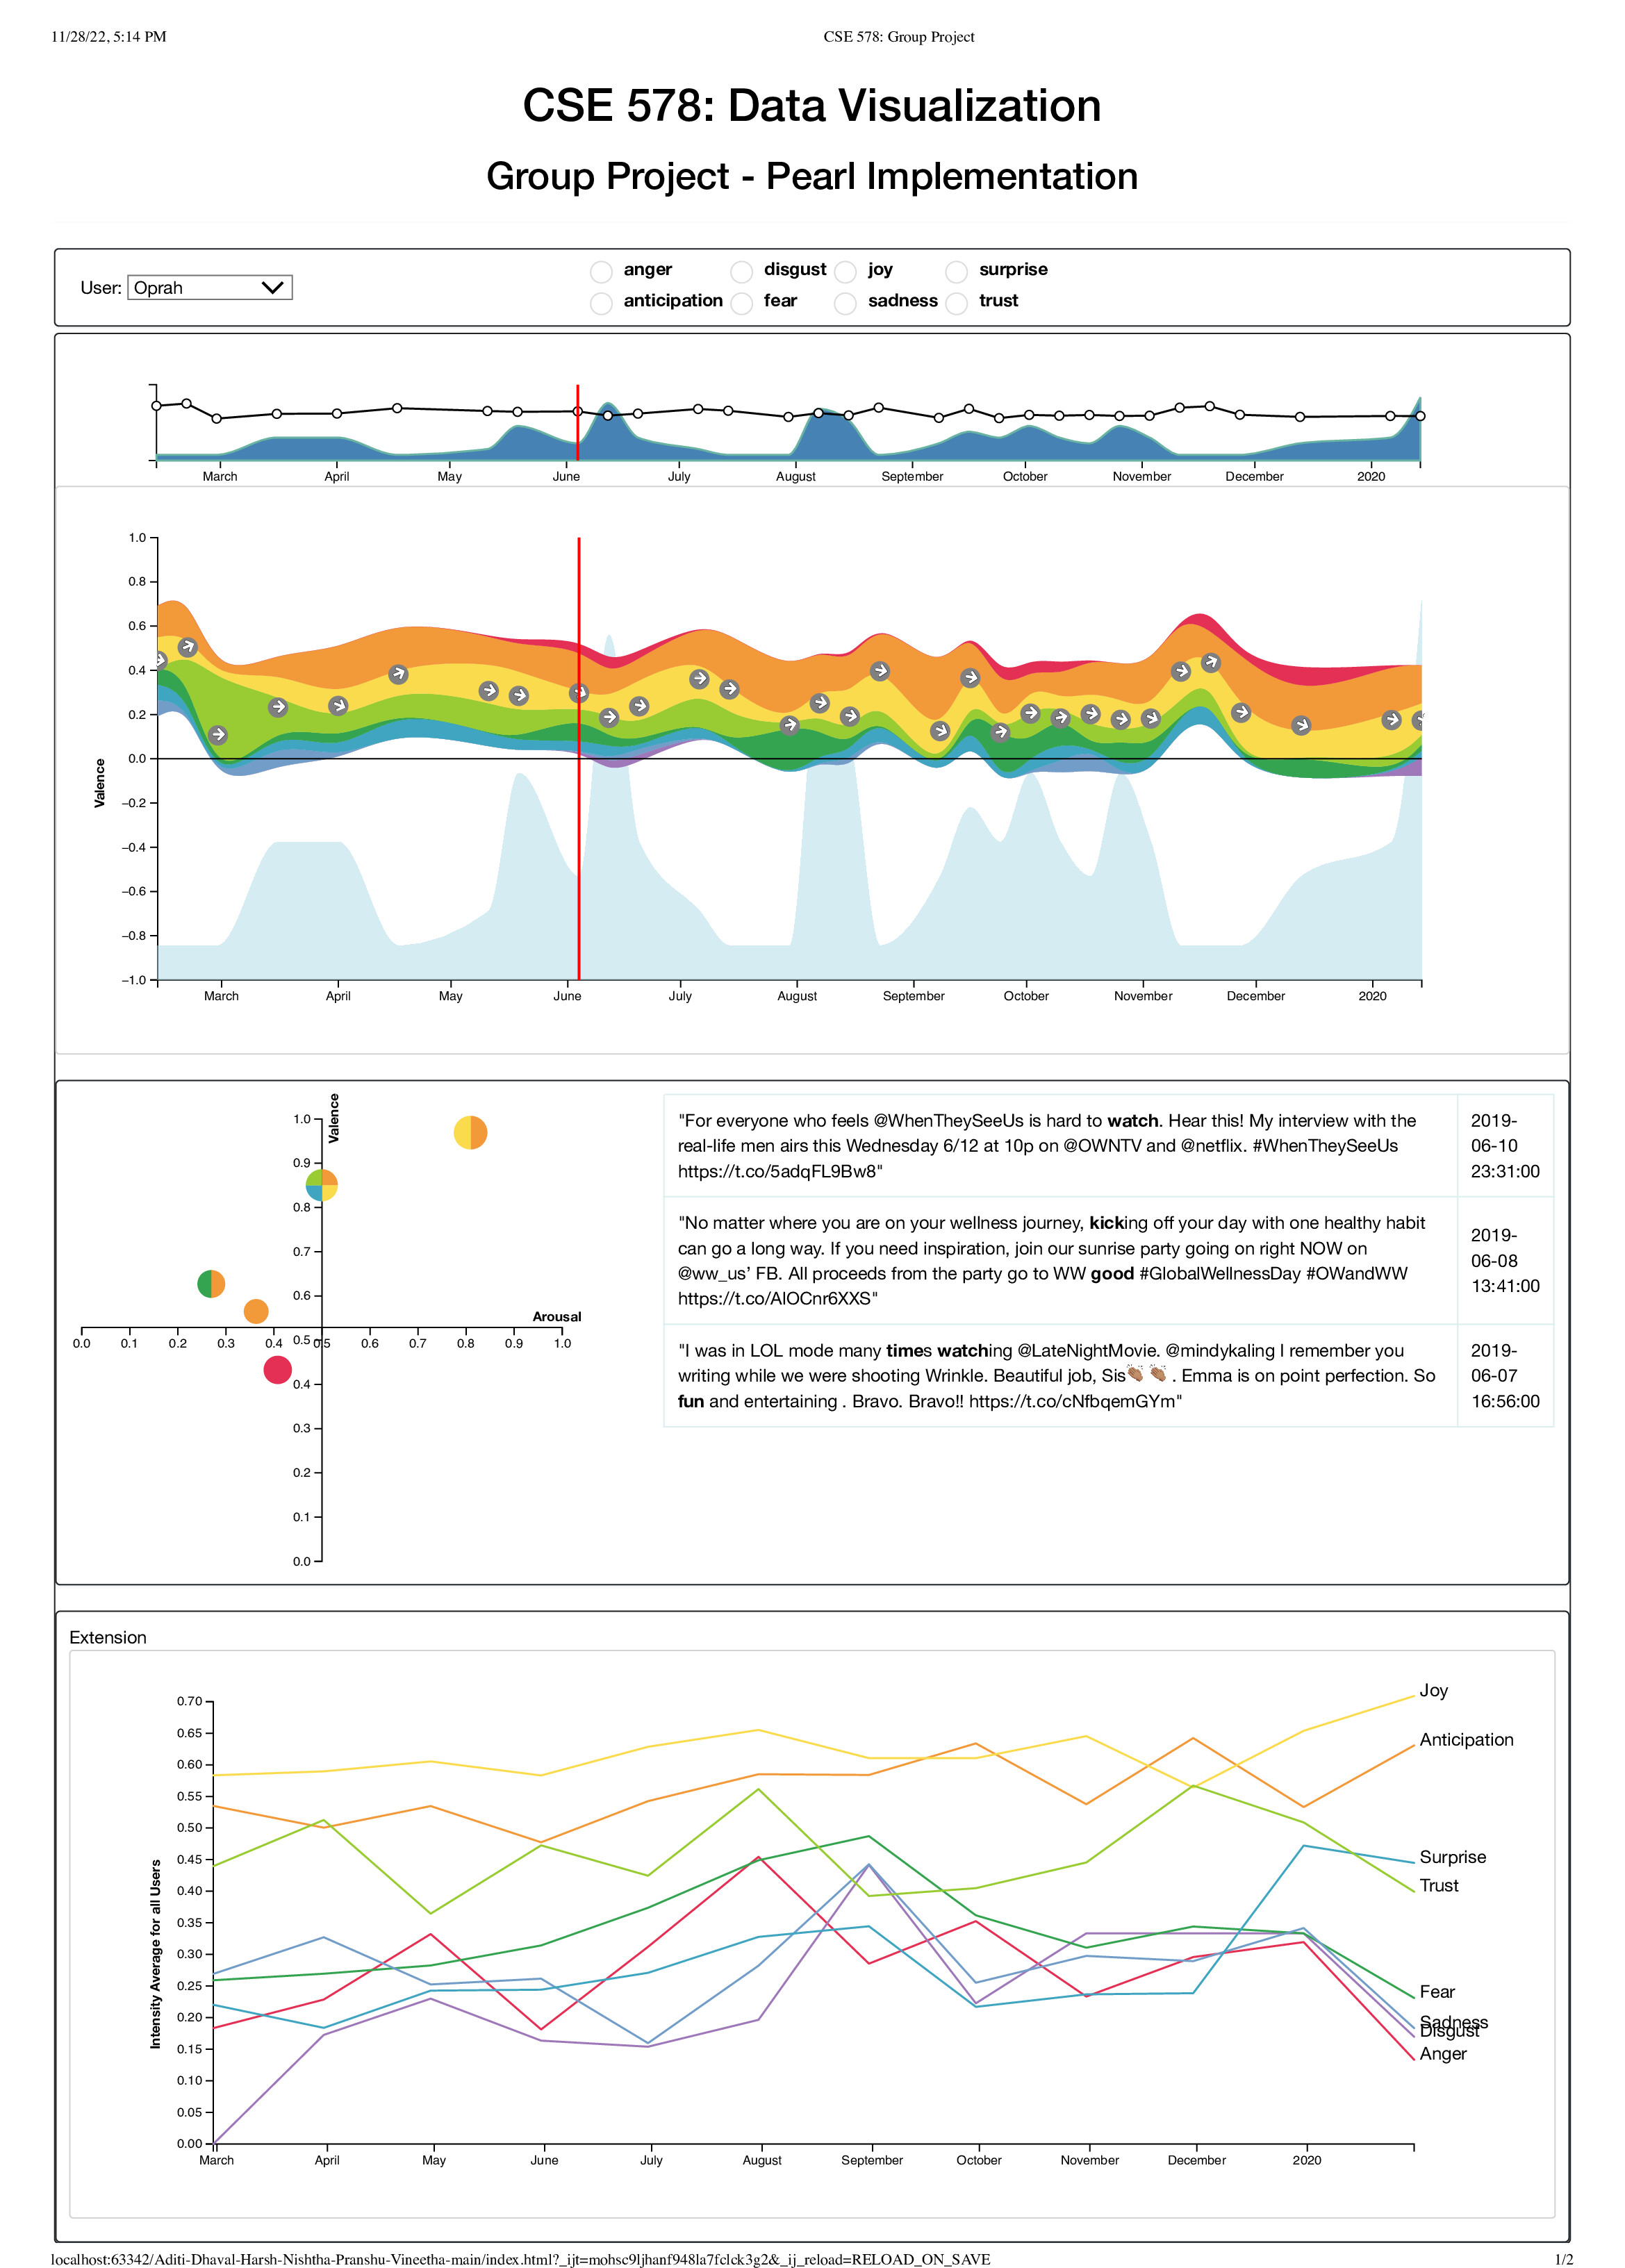 11/28/22, 5:14 PM
CSE 578: Group Project
CSE 578: Data Visualization
Group Project - Pearl Implementation
User: Oprah
anger disgust joy surprise
anticipation fear sadness trust
March April May June July August September October November December 2020
1.0
0.8
0.6
0.4
0.2
0.0
−0.2
−0.4
−0.6
−0.8
−1.0
Valence
March April May June July August September October November December 2020
Valence
1.0
0.9
0.8
0.7
0.6
0.5
0.4
0.3
0.2
0.1
0.0
Arousal
0.0 0.1 0.2 0.3 0.4 0.5 0.6 0.7 0.8 0.9 1.0
"For everyone who feels @WhenTheySeeUs is hard to watch. Hear this! My interview with the
real-life men airs this Wednesday 6/12 at 10p on @OWNTV and @netflix. #WhenTheySeeUs
https://t.co/5adqFL9Bw8"
2019-
06-10
23:31:00
"No matter where you are on your wellness journey, kicking off your day with one healthy habit
can go a long way. If you need inspiration, join our sunrise party going on right NOW on
@ww_us’ FB. All proceeds from the party go to WW good #GlobalWellnessDay #OWandWW
https://t.co/AlOCnr6XXS"
2019-
06-08
13:41:00
"I was in LOL mode many times watching @LateNightMovie. @mindykaling I remember you
writing while we were shooting Wrinkle. Beautiful job, Sis👏🏽 👏🏽 . Emma is on point perfection. So
fun and entertaining . Bravo. Bravo!! https://t.co/cNfbqemGYm"
2019-
06-07
16:56:00
Extension
0.70
0.65
0.60
0.55
0.50
0.45
0.40
0.35
0.30
0.25
0.20
0.15
0.10
0.05
0.00
Intensity Average for all Users
Joy
Anticipation
Surprise
Trust
Fear
Sadness
Disgust
Anger
March April May June July August September October November December 2020
localhost:63342/Aditi-Dhaval-Harsh-Nishtha-Pranshu-Vineetha-main/index.html?_ijt=mohsc9ljhanf948la7fclck3g2&_ij_reload=RELOAD_ON_SAVE
1/2